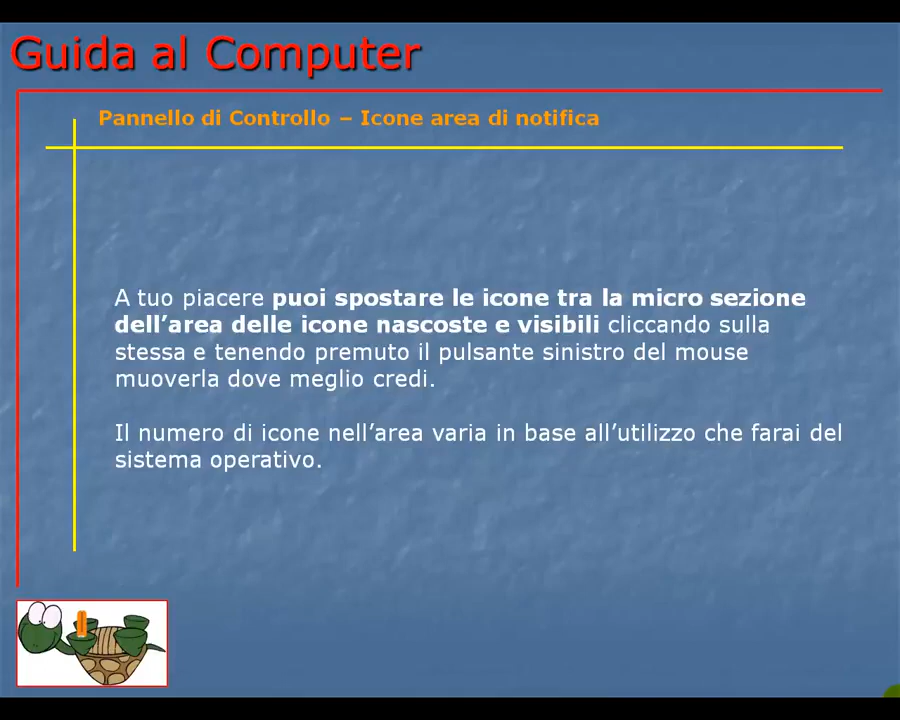 Guida al Computer
Pannello di Controllo – Icone area di notifica
A tuo piacere puoi spostare le icone tra la micro sezione
dell’area delle icone nascoste e visibili cliccando sulla
stessa e tenendo premuto il pulsante sinistro del mouse
muoverla dove meglio credi.
Il numero di icone nell’area varia in base all’utilizzo che farai del
sistema operativo.